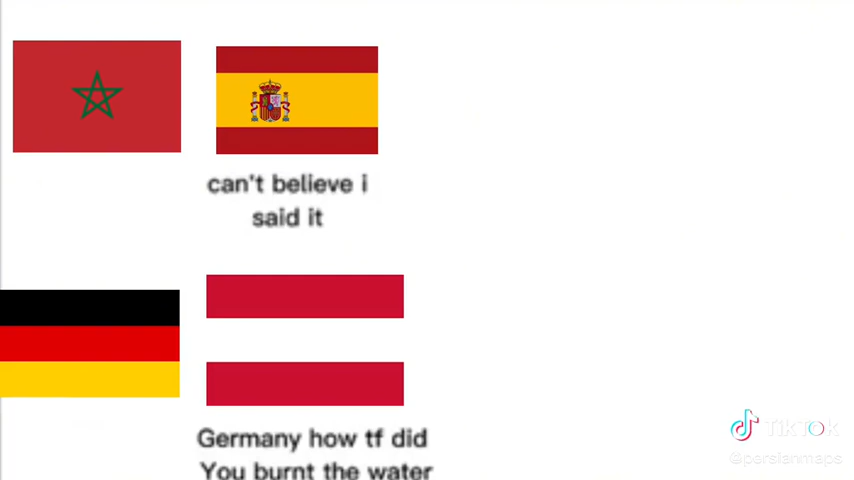 can't believe i
said it
Germany how tf did
You burnt the water
TikTok
@persianmaps